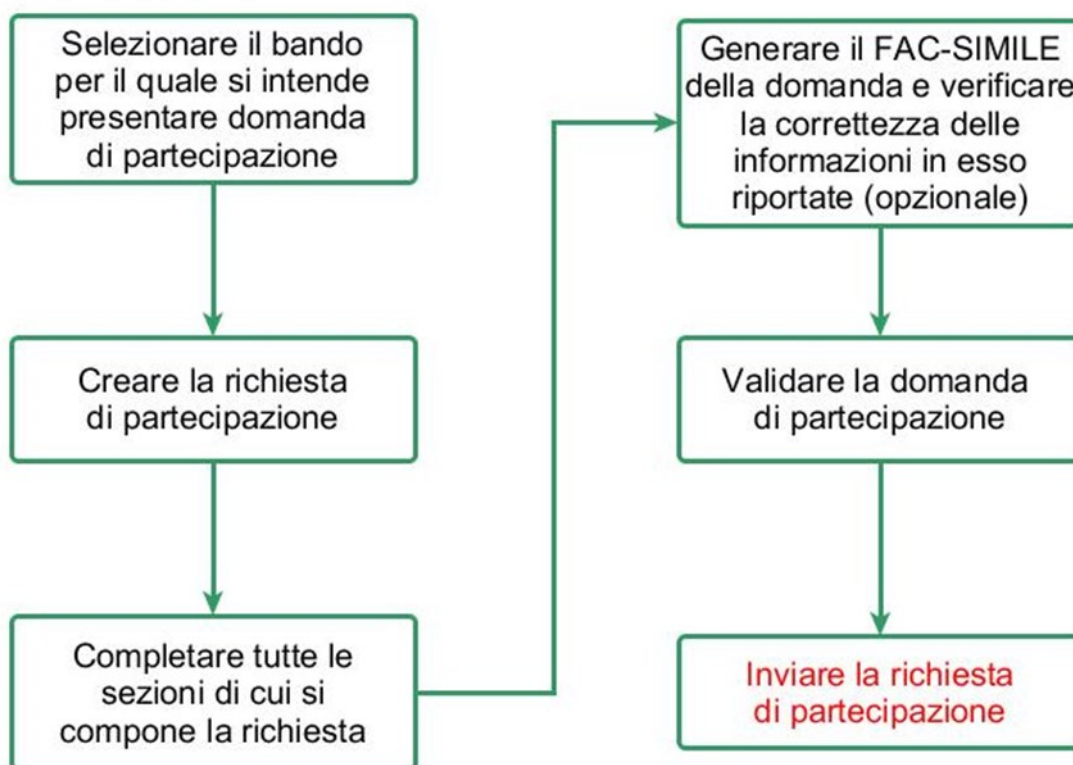 Selezionare il bando
per il quale si intende
presentare domanda
di partecipazione
Creare la richiesta
di partecipazione
Completare tutte le
sezioni di cui si
compone la richiesta
Generare il FAC-SIMILE
della domanda e verificare
la correttezza delle
informazioni in esso
riportate (opzionale)
Validare la domanda
di partecipazione
Inviare la richiesta
di partecipazione